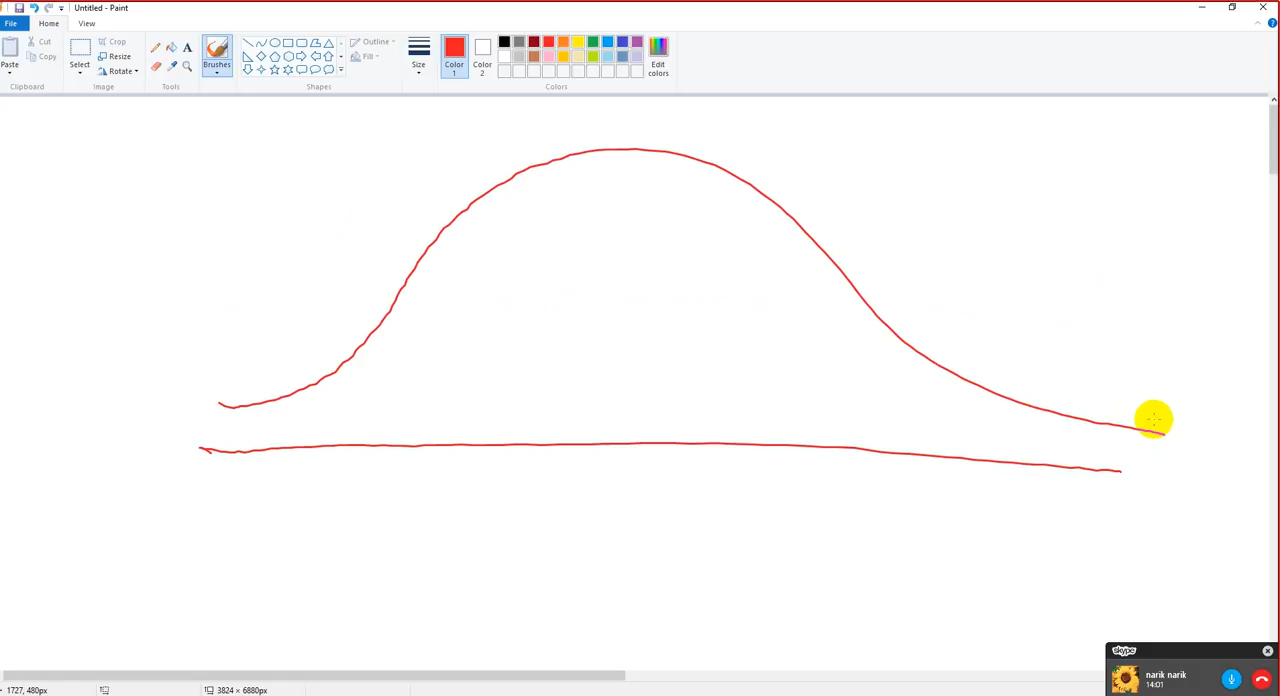 Untitled - Paint
File Home View
Paste
Cut
Copy
Clipboard
Select
Crop
Resize
Rotate
Image
Tools
A
Brushes
Shapes
Outline
Fill
Size
Color 1
Color 2
Edit colors
Colors
skype
narik narik
14:01
1727, 480px
3824 × 6880px